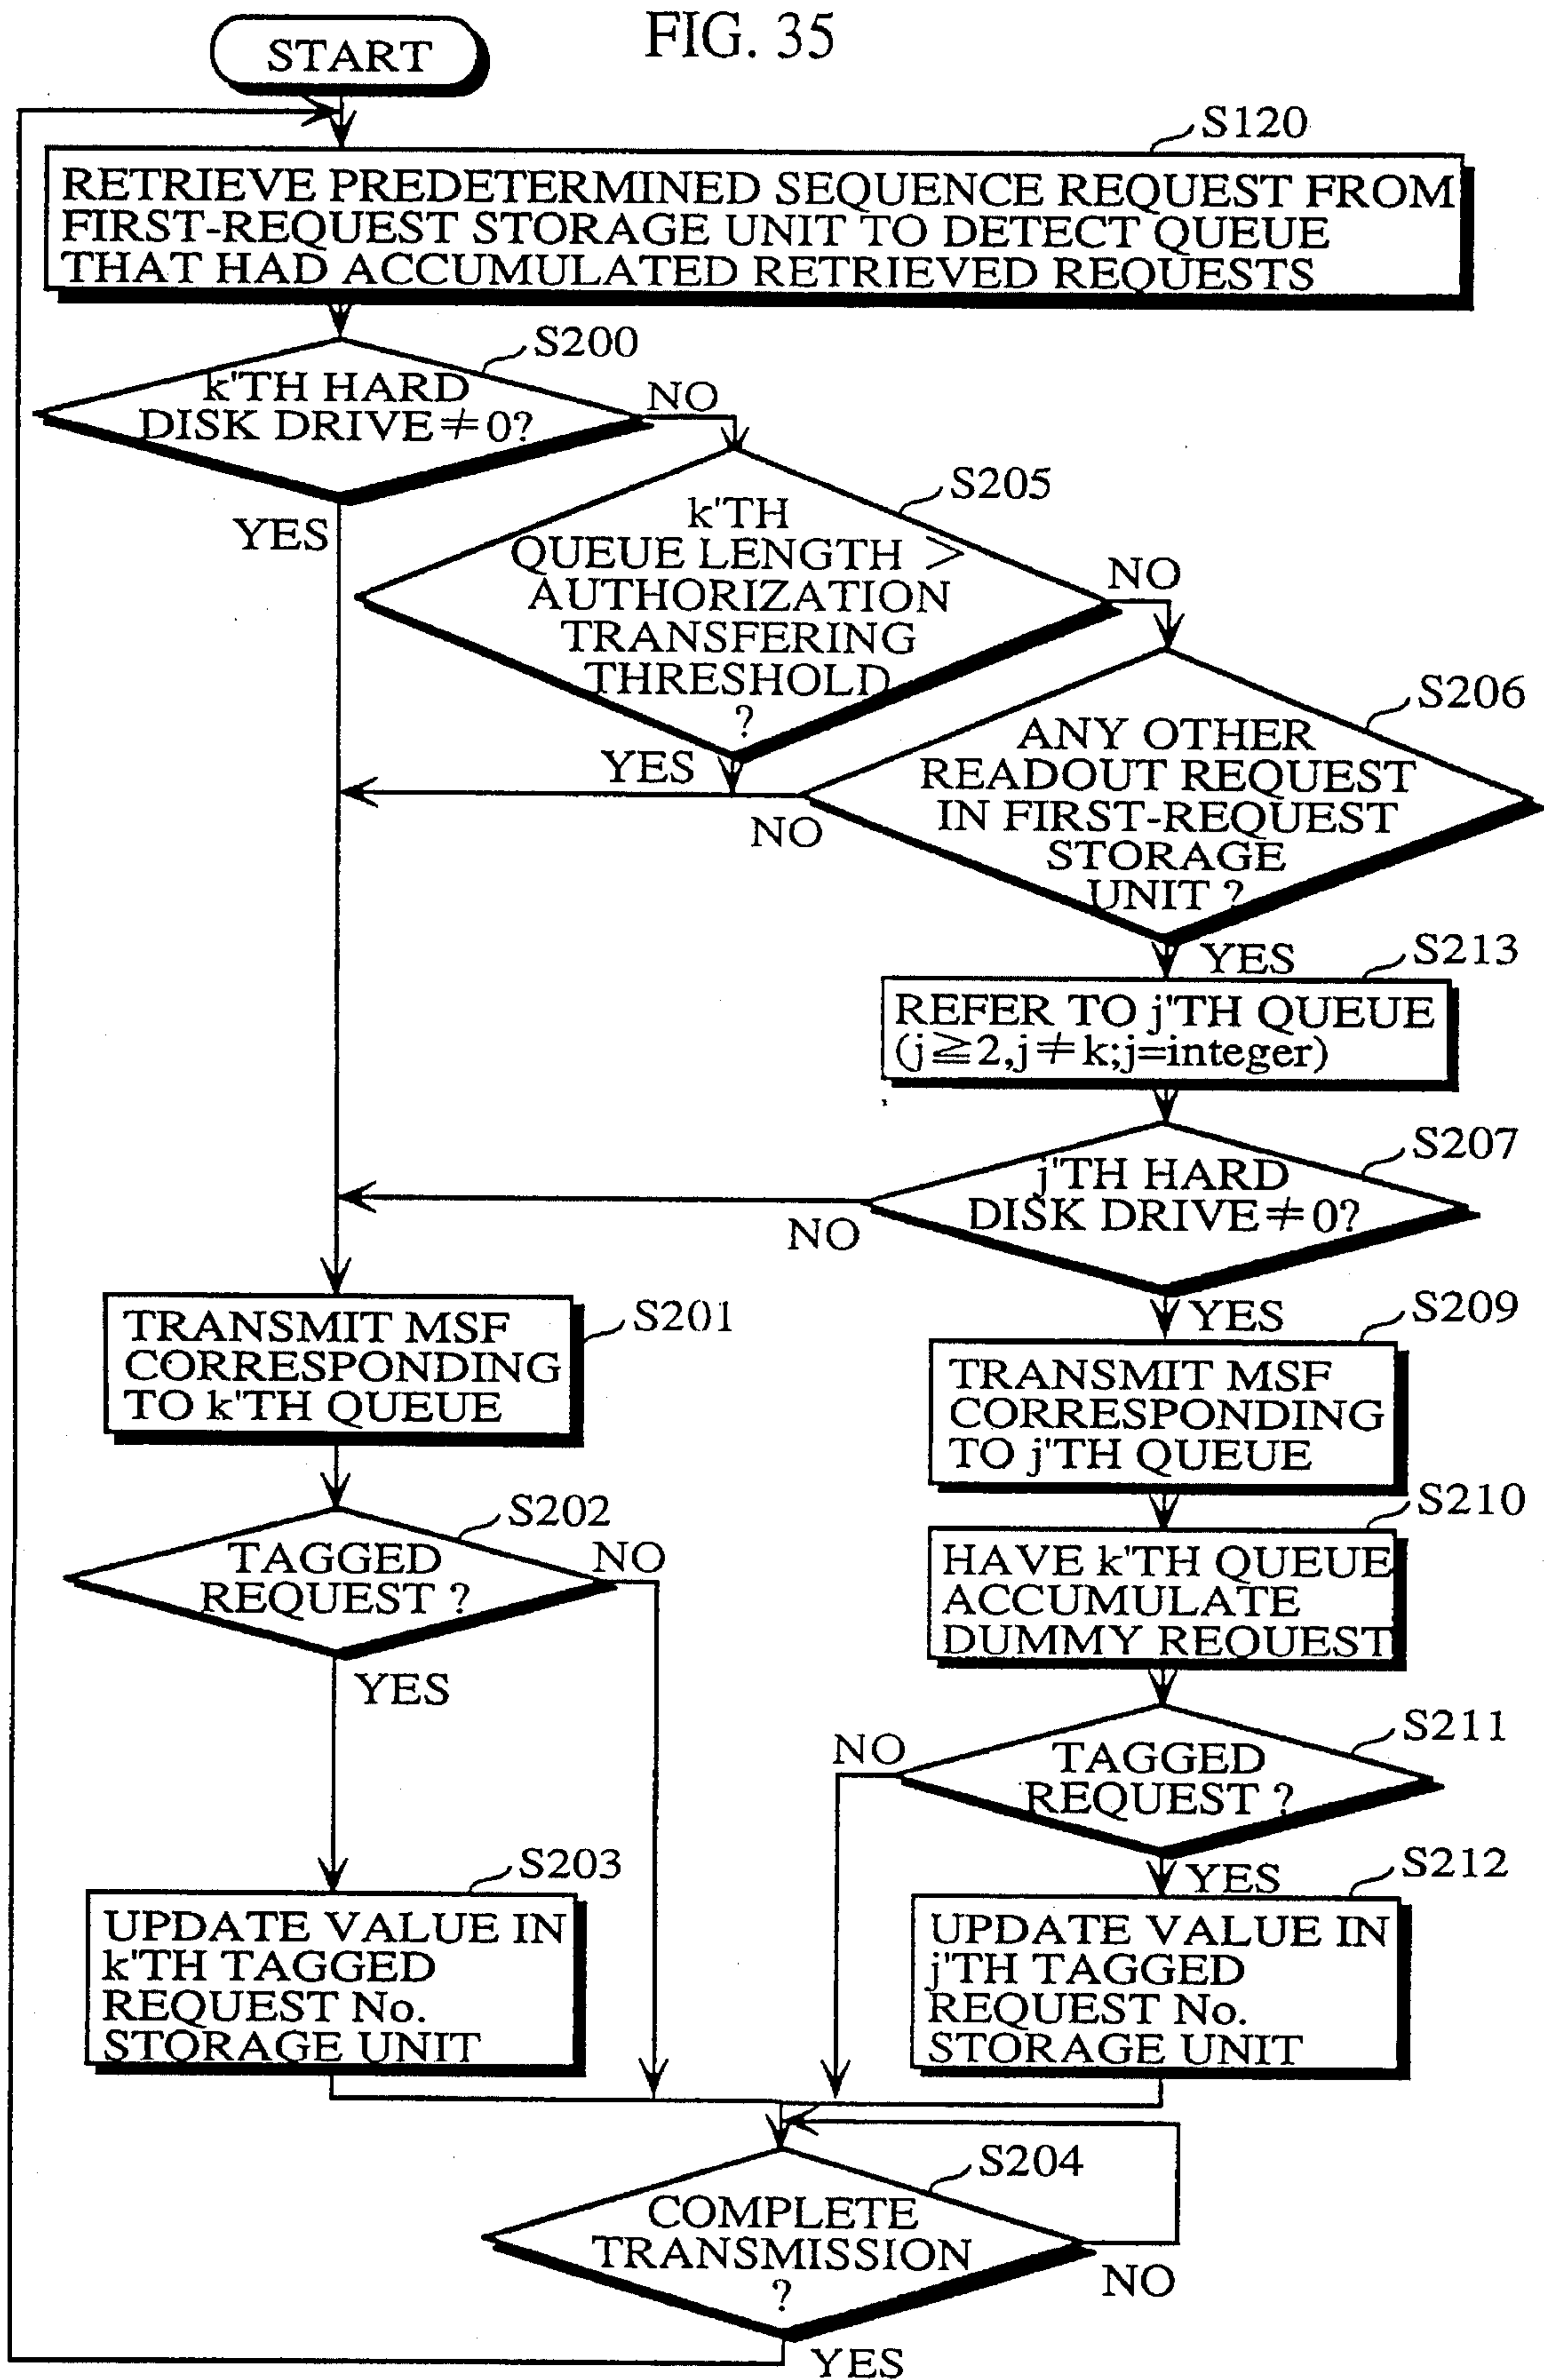 FIG. 35
START
S120
RETRIEVE PREDETERMINED SEQUENCE REQUEST FROM
FIRST-REQUEST STORAGE UNIT TO DETECT QUEUE
THAT HAD ACCUMULATED RETRIEVED REQUESTS
S200
k'TH HARD
DISK DRIVE≠0?
NO
YES
S205
k'TH
QUEUE LENGTH >
AUTHORIZATION
TRANSFERING
THRESHOLD
?
NO
YES
S206
ANY OTHER
READOUT REQUEST
IN FIRST-REQUEST
STORAGE
UNIT ?
NO
YES
S213
REFER TO j'TH QUEUE
(j≧2,j≠k;j=integer)
S207
j'TH HARD
DISK DRIVE≠0?
NO
YES
S201
TRANSMIT MSF
CORRESPONDING
TO k'TH QUEUE
S209
TRANSMIT MSF
CORRESPONDING
TO j'TH QUEUE
S202
TAGGED
REQUEST ?
NO
YES
S210
HAVE k'TH QUEUE
ACCUMULATE
DUMMY REQUEST
S211
TAGGED
REQUEST ?
NO
YES
S203
UPDATE VALUE IN
k'TH TAGGED
REQUEST No.
STORAGE UNIT
S212
UPDATE VALUE IN
j'TH TAGGED
REQUEST No.
STORAGE UNIT
S204
COMPLETE
TRANSMISSION
?
NO
YES